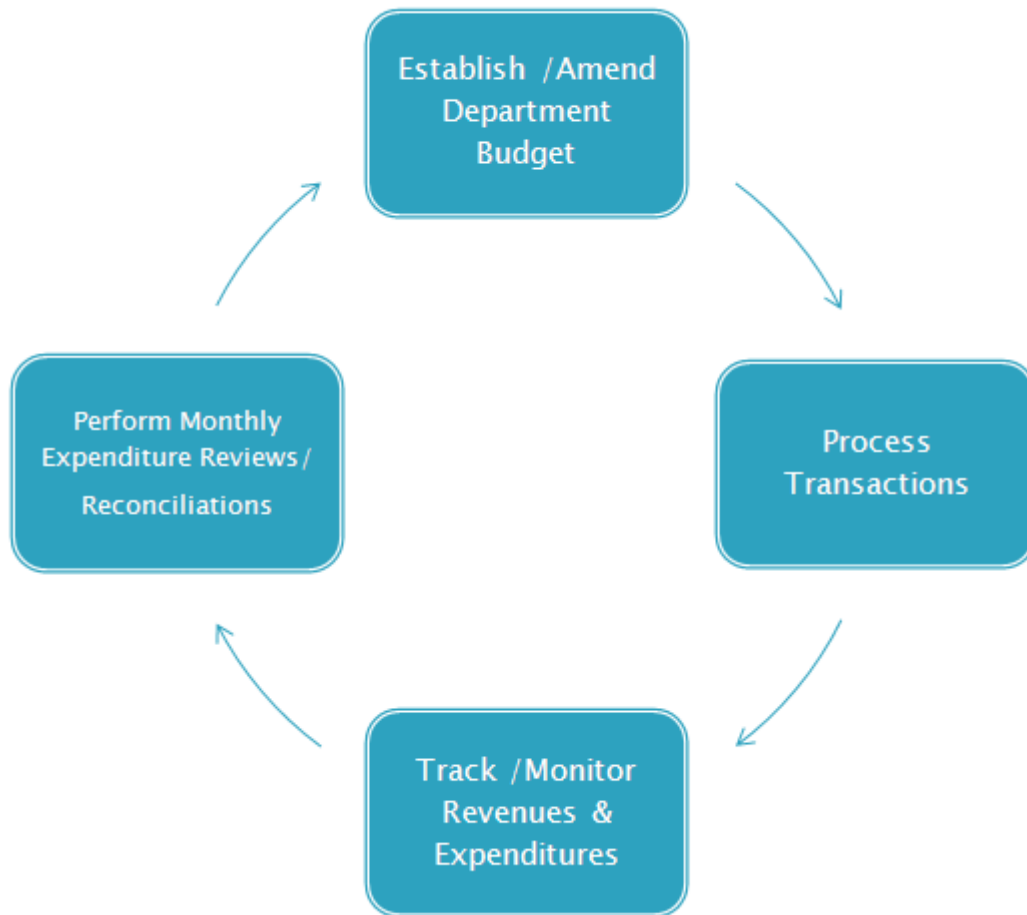 Establish /Amend
Department
Budget
Process
Transactions
Track /Monitor
Revenues &
Expenditures
Perform Monthly
Expenditure Reviews/
Reconciliations